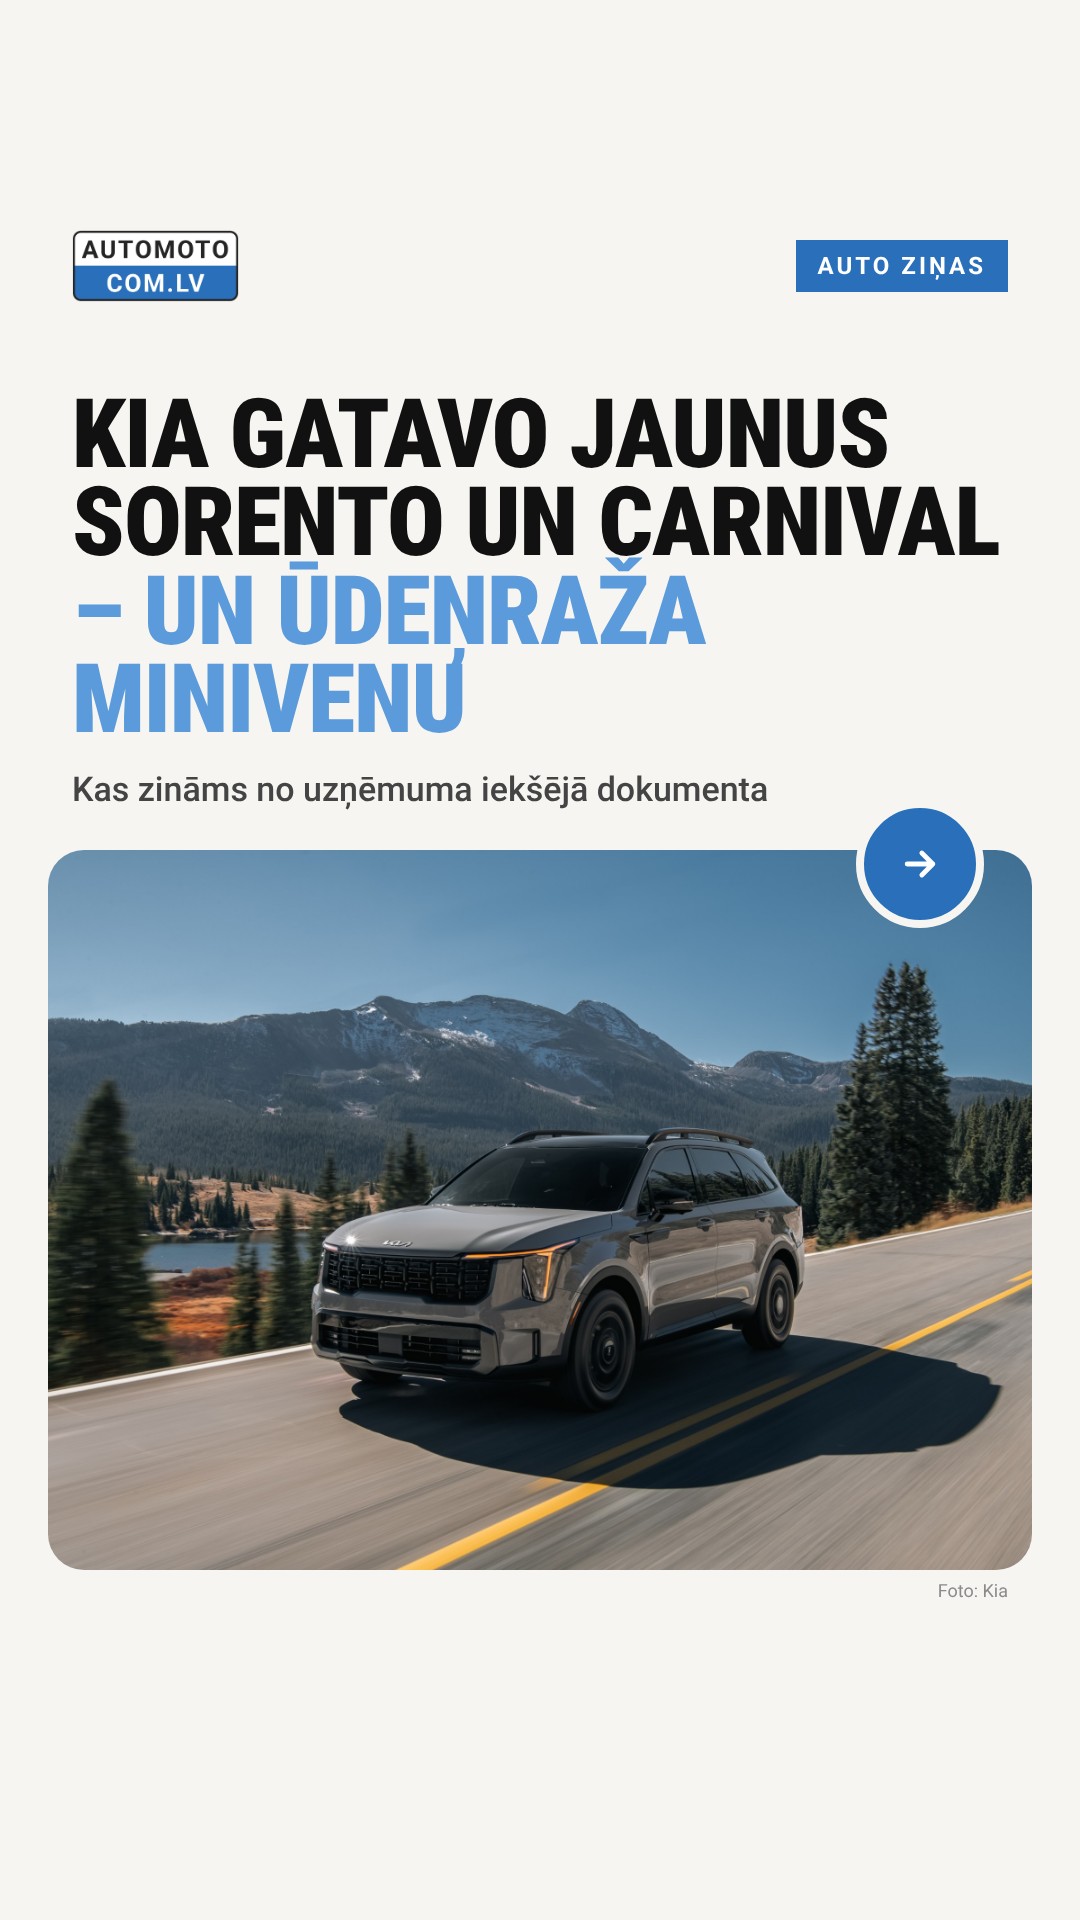 AUTOMOTO
COM.LV
AUTO ZIŅAS
KIA GATAVO JAUNUS
SORENTO UN CARNIVAL
– UN ŪDEŅRAŽA
MINIVENU
Kas zināms no uzņēmuma iekšējā dokumenta
KIA
Foto: Kia